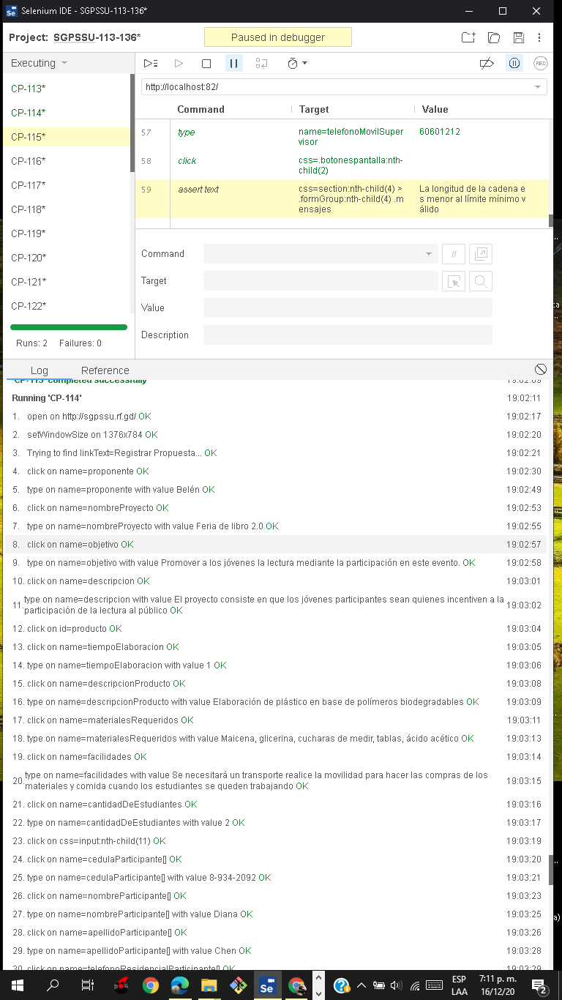 Selenium IDE - SGPSSU-113-136*
Project: SGPSSU-113-136*
Paused in debugger
Executing
REC
CP-113*
CP-114*
CP-115*
CP-116*
CP-117*
CP-118*
CP-119*
CP-120*
CP-121*
CP-122*
Runs: 2 Failures: 0
http://localhost:82/
Command Target Value
57 type name=telefonoMovilSuper
visor 60601212
58 click css=.botonespantalla:nth-
child(2)
59 assert text css=section:nth-child(4) >
.formGroup:nth-child(4) .m
ensajes
La longitud de la cadena e
s menor al límite mínimo v
álido
Command
//
Target
Value
Description
Log Reference
'CP-113' completed successfully 19:02:09
Running 'CP-114' 19:02:11
1. open on http://sgpssu.rf.gd/ OK 19:02:17
2. setWindowSize on 1376x784 OK 19:02:20
3. Trying to find linkText=Registrar Propuesta... OK 19:02:21
4. click on name=proponente OK 19:02:30
5. type on name=proponente with value Belén OK 19:02:49
6. click on name=nombreProyecto OK 19:02:53
7. type on name=nombreProyecto with value Feria de libro 2.0 OK 19:02:55
8. click on name=objetivo OK 19:02:57
9. type on name=objetivo with value Promover a los jóvenes la lectura mediante la participación en este evento. OK 19:02:58
10. click on name=descripcion OK 19:03:01
11. type on name=descripcion with value El proyecto consiste en que los jóvenes participantes sean quienes incentiven a la
participación de la lectura al público OK 19:03:02
12. click on id=producto OK 19:03:04
13. click on name=tiempoElaboracion OK 19:03:05
14. type on name=tiempoElaboracion with value 1 OK 19:03:06
15. click on name=descripcionProducto OK 19:03:08
16. type on name=descripcionProducto with value Elaboración de plástico en base de polímeros biodegradables OK 19:03:09
17. click on name=materialesRequeridos OK 19:03:11
18. type on name=materialesRequeridos with value Maicena, glicerina, cucharas de medir, tablas, ácido acético OK 19:03:13
19. click on name=facilidades OK 19:03:14
20. type on name=facilidades with value Se necesitará un transporte realice la movilidad para hacer las compras de los
materiales y comida cuando los estudiantes se queden trabajando OK 19:03:15
21. click on name=cantidadDeEstudiantes OK 19:03:16
22. type on name=cantidadDeEstudiantes with value 2 OK 19:03:17
23. click on css=input:nth-child(11) OK 19:03:19
24. click on name=cedulaParticipante[] OK 19:03:20
25. type on name=cedulaParticipante[] with value 8-934-2092 OK 19:03:21
26. click on name=nombreParticipante[] OK 19:03:23
27. type on name=nombreParticipante[] with value Diana OK 19:03:25
28. click on name=apellidoParticipante[] OK 19:03:26
29. type on name=apellidoParticipante[] with value Chen OK 19:03:28
30. click on name=telefonoResidencialParticipante[] OK 19:03:29
Se
ESP
LAA
7:11 p. m.
16/12/20
2